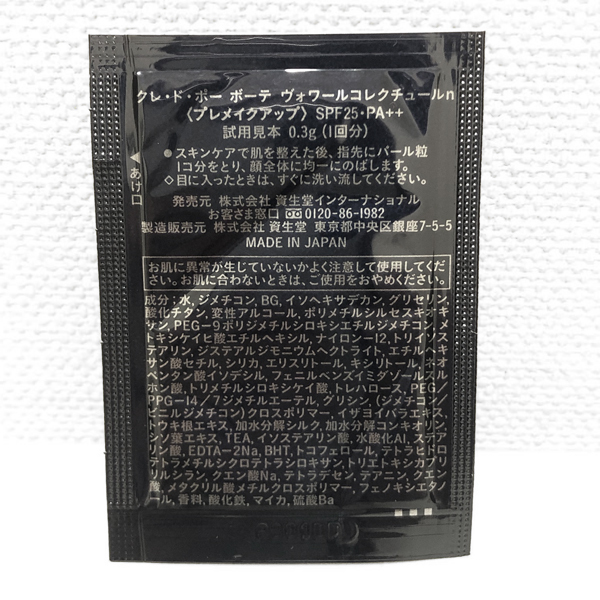 クレ・ド・ポー ボーテ ヴォワールコレクチュールn
〈プレメイクアップ〉 SPF25・PA++
試用見本 0.3g (1回分)
●スキンケアで肌を整えた後、指先にパール粒
1コ分をとり、顔全体に均一にのばします。
◇目に入ったときは、すぐに洗い流してください。
◀あけ口
発売元 株式会社 資生堂インターナショナル
お客さま窓口 0120-86-1982
製造販売元 株式会社 資生堂 東京都中央区銀座7-5-5
MADE IN JAPAN
お肌に異常が生じていないかよく注意して使用してくだ
さい。お肌に合わないときは、ご使用をおやめください。
成分:水, ジメチコン, BG, イソヘキサデカン, グリセリン,
酸化チタン, 変性アルコール, ポリメチルシルセスキオキ
サン, PEG-9ポリジメチルシロキシエチルジメチコン, メ
トキシケイヒ酸エチルヘキシル, ナイロン-12, トリイソス
テアリン, ジステアルジモニウムヘクトライト, エチルヘキ
サン酸セチル, シリカ, エリスリトール, キシリトール, ネオ
ペンタン酸イソデシル, フェニルベンズイミダゾールスル
ホン酸, トリメチルシロキシケイ酸, トレハロース, PEG/
PPG-14/7ジメチルエーテル, グリシン, (ジメチコン/
ビニルジメチコン)クロスポリマー, イザヨイバラエキス,
トウキ根エキス, 加水分解シルク, 加水分解コンキオリン,
シソ葉エキス, TEA, イソステアリン酸, 水酸化Al, ステア
リン酸, EDTA-2Na, BHT, トコフェロール, テトラヒドロ
テトラメチルシクロテトラシロキサン, トリエトキシカプリ
リルシラン, クエン酸Na, テトラデセン, テアニン, クエン
酸, メタクリル酸メチルクロスポリマー, フェノキシエタノ
ール, 香料, 酸化鉄, マイカ, 硫酸Ba